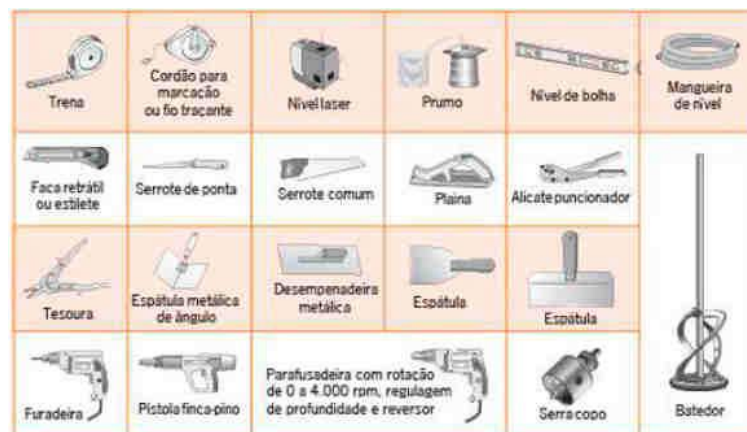 Trena
Cordão para
marcação
ou fio traçante
Nível laser
Prumo
Nível de bolha
Mangueira
de nível
Faca retrátil
ou estilete
Serrote de ponta
Serrote comum
Plaina
Alicate puncionador
Tesoura
Espátula metálica
de ângulo
Desempenadeira
metálica
Espátula
Espátula
Furadeira
Pistola finca-pino
Parafusadeira com rotação
de 0 a 4.000 rpm, regulagem
de profundidade e reversor
Serra copo
Batedor